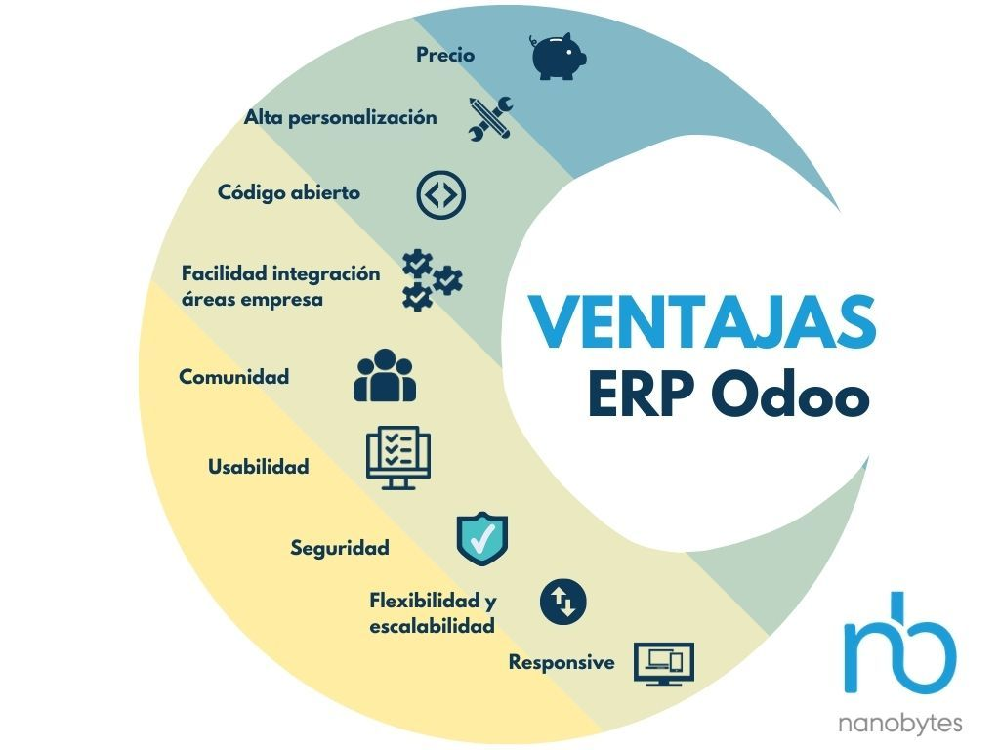 Precio
Alta personalización
Código abierto
Facilidad integración
áreas empresa
Comunidad
Usabilidad
Seguridad
Flexibilidad y
escalabilidad
Responsive
VENTAJAS
ERP Odoo
nb
nanobytes